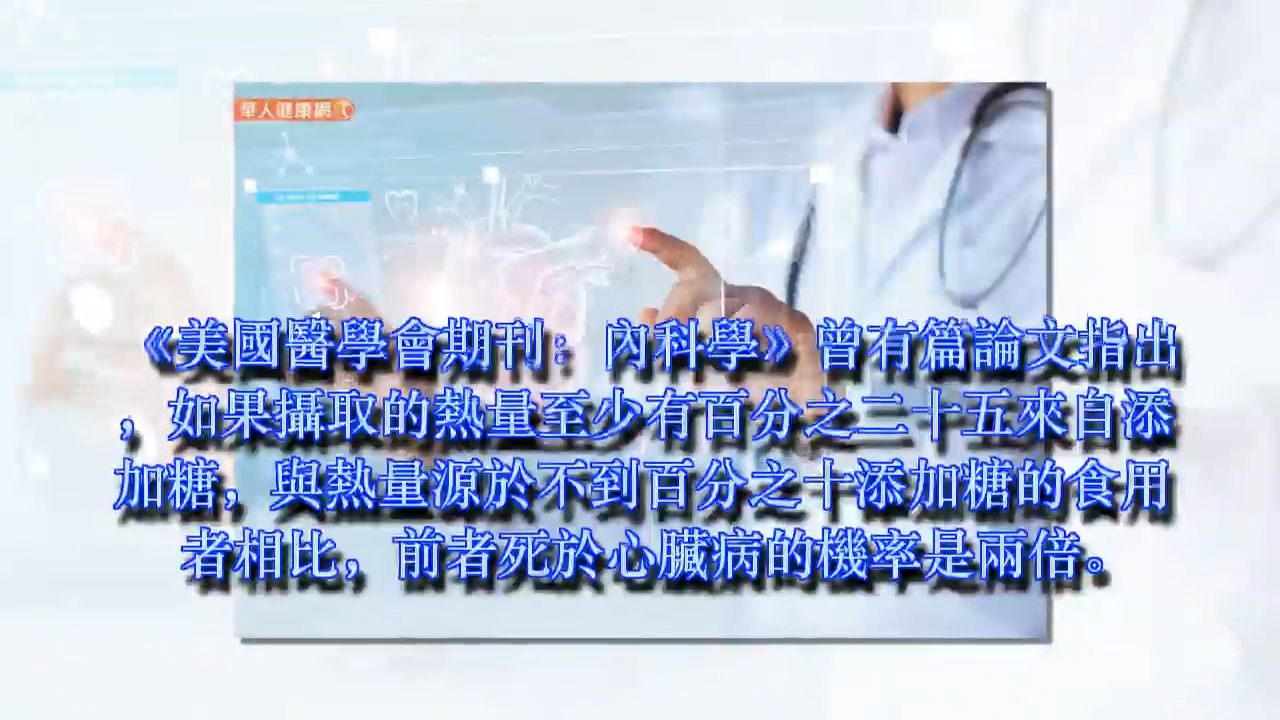 華人健康網
《美國醫學會期刊：內科學》曾有篇論文指出
，如果攝取的熱量至少有百分之二十五來自添
加糖，與熱量源於不到百分之十添加糖的食用
者相比，前者死於心臟病的機率是兩倍。